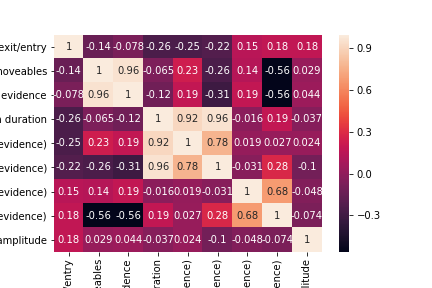 exit/entry 1 -0.14 -0.078 -0.26 -0.25 -0.22 0.15 0.18 0.18
moveables -0.14 1 0.96 -0.065 0.23 -0.26 0.14 -0.56 0.029
evidence -0.078 0.96 1 -0.12 0.19 -0.31 0.19 -0.56 0.044
duration -0.26 -0.065 -0.12 1 0.92 0.96 -0.016 0.19 -0.037
evidence) -0.25 0.23 0.19 0.92 1 0.78 0.019 0.027 0.024
evidence) -0.22 -0.26 -0.31 0.96 0.78 1 -0.031 0.28 -0.1
evidence) 0.15 0.14 0.19 -0.016 0.019 -0.031 1 0.68 -0.048
evidence) 0.18 -0.56 -0.56 0.19 0.027 0.28 0.68 1 -0.074
amplitude 0.18 0.029 0.044 -0.037 0.024 -0.1 -0.048 -0.074 1
/entry eables dence ration ence) ence) ence) ence) litude
0.9
0.6
0.3
0.0
−0.3